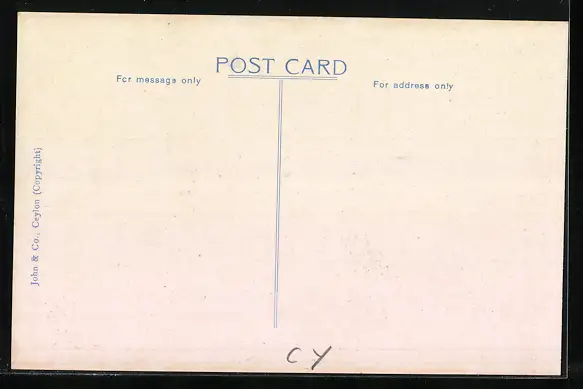 POST CARD
For message only
For address only
John & Co., Ceylon (Copyright)
CY